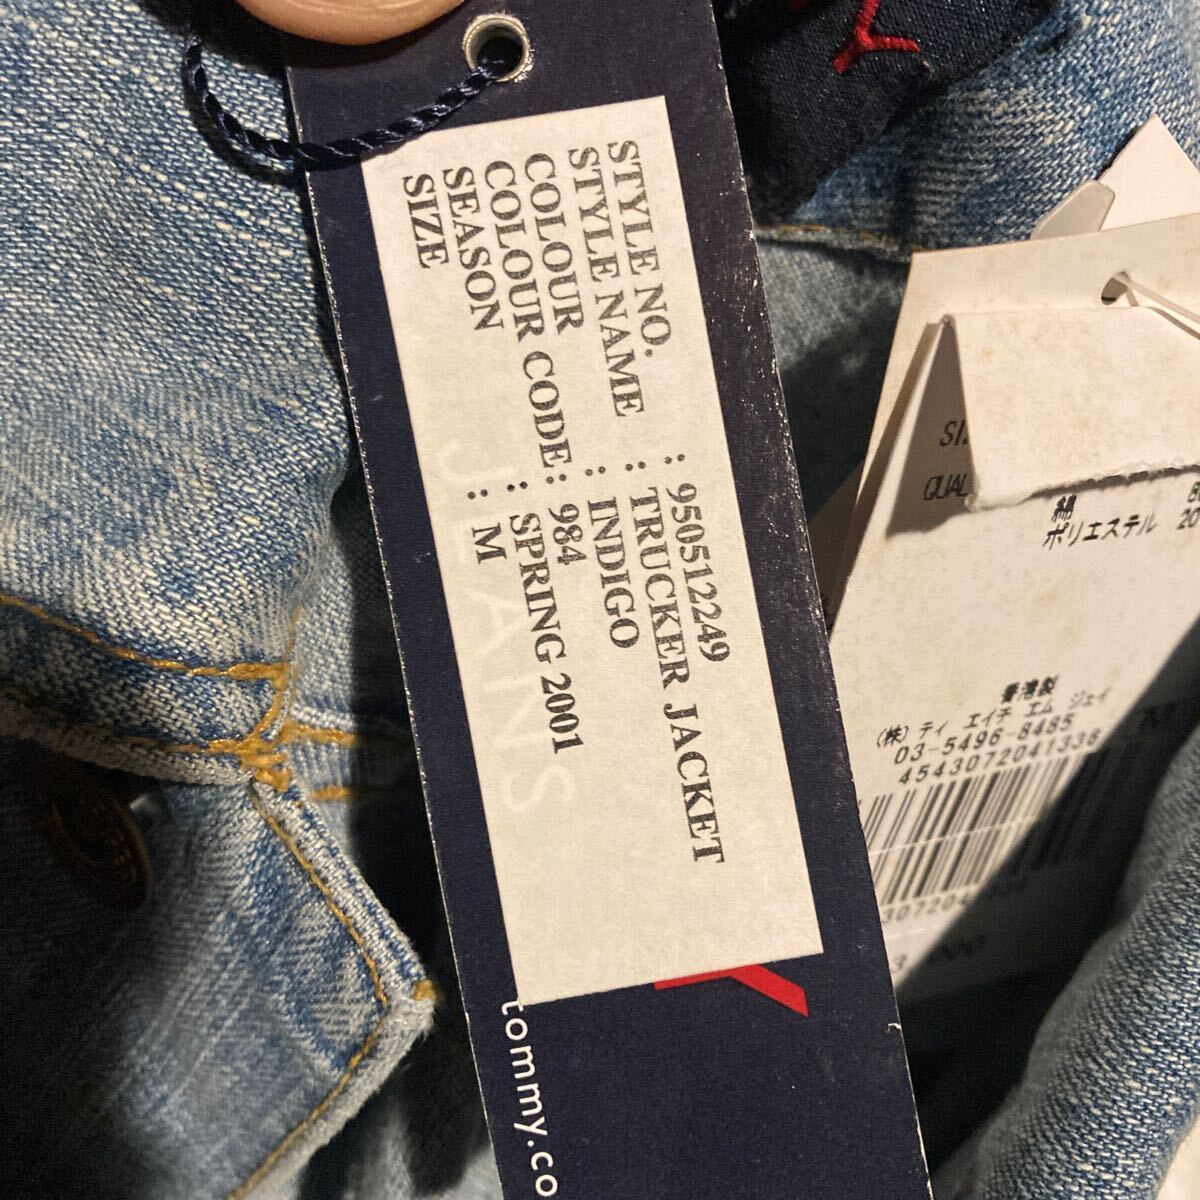 STYLE NO. : 950512249
STYLE NAME : TRUCKER JACKET
COLOUR : INDIGO
COLOUR CODE : 984
SEASON : SPRING 2001
SIZE : M
JEANS
tommy.co
Y
綿
ポリエステル 20
香港製
(株) ティ エイチ エム ジェイ
03-5496-8485
4543072041336